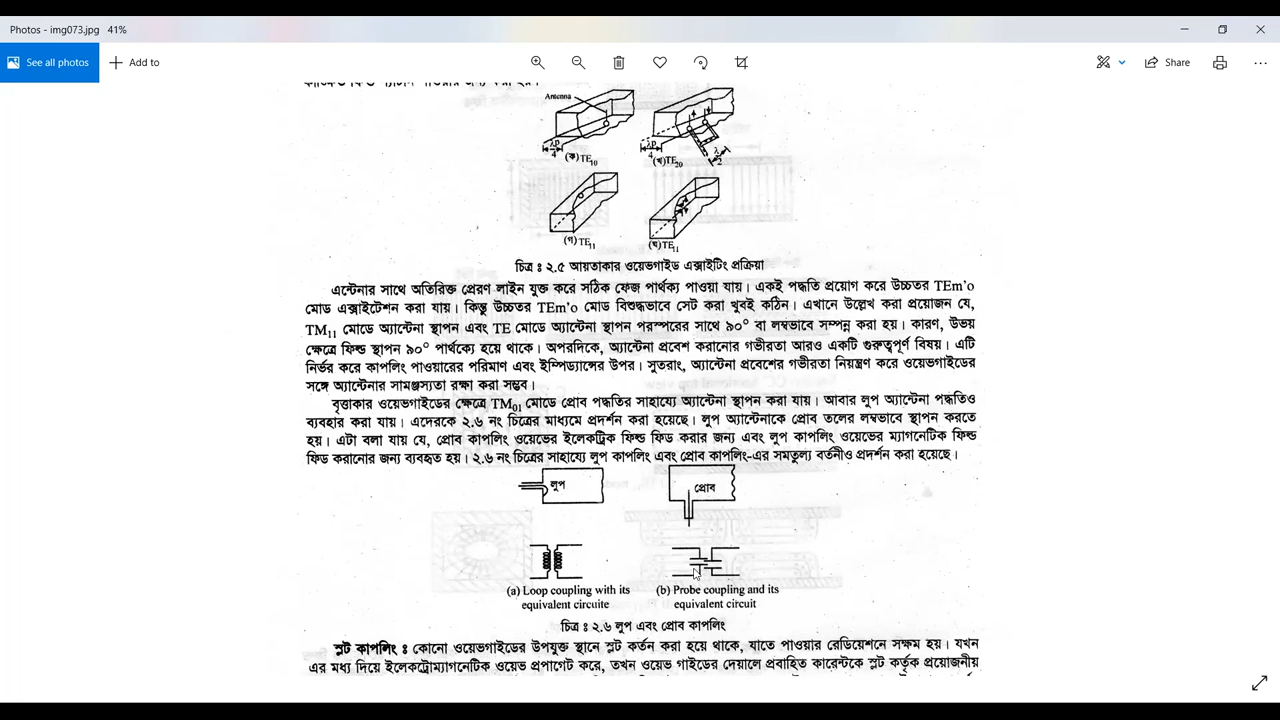 Photos - img073.jpg 41%
See all photos
Add to
Share
Antenna
λp
4
(ক)TE10
λp
4
(খ)TE20
λ
2
(গ)TE11
(ঘ)TE11
চিত্র ঃ ২.৫ আয়তাকার ওয়েভগাইড এক্সাইটিং প্রক্রিয়া
এন্টেনার সাথে অতিরিক্ত প্রেরণ লাইন যুক্ত করে সঠিক ফেজ পার্থক্য পাওয়া যায়। একই পদ্ধতি প্রয়োগ করে উচ্চতর TEm'o
মোড এক্সাইটেশন করা যায়। কিন্তু উচ্চতর TEm'o মোড বিশুদ্ধভাবে সেট করা খুবই কঠিন। এখানে উল্লেখ করা প্রয়োজন যে,
TM11 মোডে অ্যান্টেনা স্থাপন এবং TE মোডে অ্যান্টেনা স্থাপন পরস্পরের সাথে ৯০° বা লম্বভাবে সম্পন্ন করা হয়। কারণ, উভয়
ক্ষেত্রে ফিল্ড স্থাপন ৯০° পার্থক্যে হয়ে থাকে। অপরদিকে, অ্যান্টেনা প্রবেশ করানোর গভীরতা আরও একটি গুরুত্বপূর্ণ বিষয়। এটি
নির্ভর করে কাপলিং পাওয়ারের পরিমাণ এবং ইম্পিড্যান্সের উপর। সুতরাং, অ্যান্টেনা প্রবেশের গভীরতা নিয়ন্ত্রণ করে ওয়েভগাইডের
সঙ্গে অ্যান্টেনার সামঞ্জস্যতা রক্ষা করা সম্ভব।
বৃত্তাকার ওয়েভগাইডের ক্ষেত্রে TM01 মোডে প্রোব পদ্ধতির সাহায্যে অ্যান্টেনা স্থাপন করা যায়। আবার লুপ অ্যান্টেনা পদ্ধতিও
ব্যবহার করা যায়। এদেরকে ২.৬ নং চিত্রের মাধ্যমে প্রদর্শন করা হয়েছে। লুপ অ্যান্টেনাকে প্রোব তলের লম্বভাবে স্থাপন করতে
হয়। এটা বলা যায় যে, প্রোব কাপলিং ওয়েভের ইলেকট্রিক ফিল্ড ফিড করার জন্য এবং লুপ কাপলিং ওয়েভের ম্যাগনেটিক ফিল্ড
ফিড করানোর জন্য ব্যবহৃত হয়। ২.৬ নং চিত্রের সাহায্যে লুপ কাপলিং এবং প্রোব কাপলিং-এর সমতুল্য বর্তনীও প্রদর্শন করা হয়েছে।
লুপ
প্রোব
(a) Loop coupling with its
equivalent circuite
(b) Probe coupling and its
equivalent circuit
চিত্র ঃ ২.৬ লুপ এবং প্রোব কাপলিং
স্লট কাপলিং ঃ কোনো ওয়েভগাইডের উপযুক্ত স্থানে স্লট কর্তন করা হয়ে থাকে, যাতে পাওয়ার রেডিয়েশনে সক্ষম হয়। যখন
এর মধ্য দিয়ে ইলেকট্রোম্যাগনেটিক ওয়েভ প্রপাগেট করে, তখন ওয়েভ গাইডের দেয়ালে প্রবাহিত কারেন্টকে স্লট কর্তৃক প্রয়োজনীয়